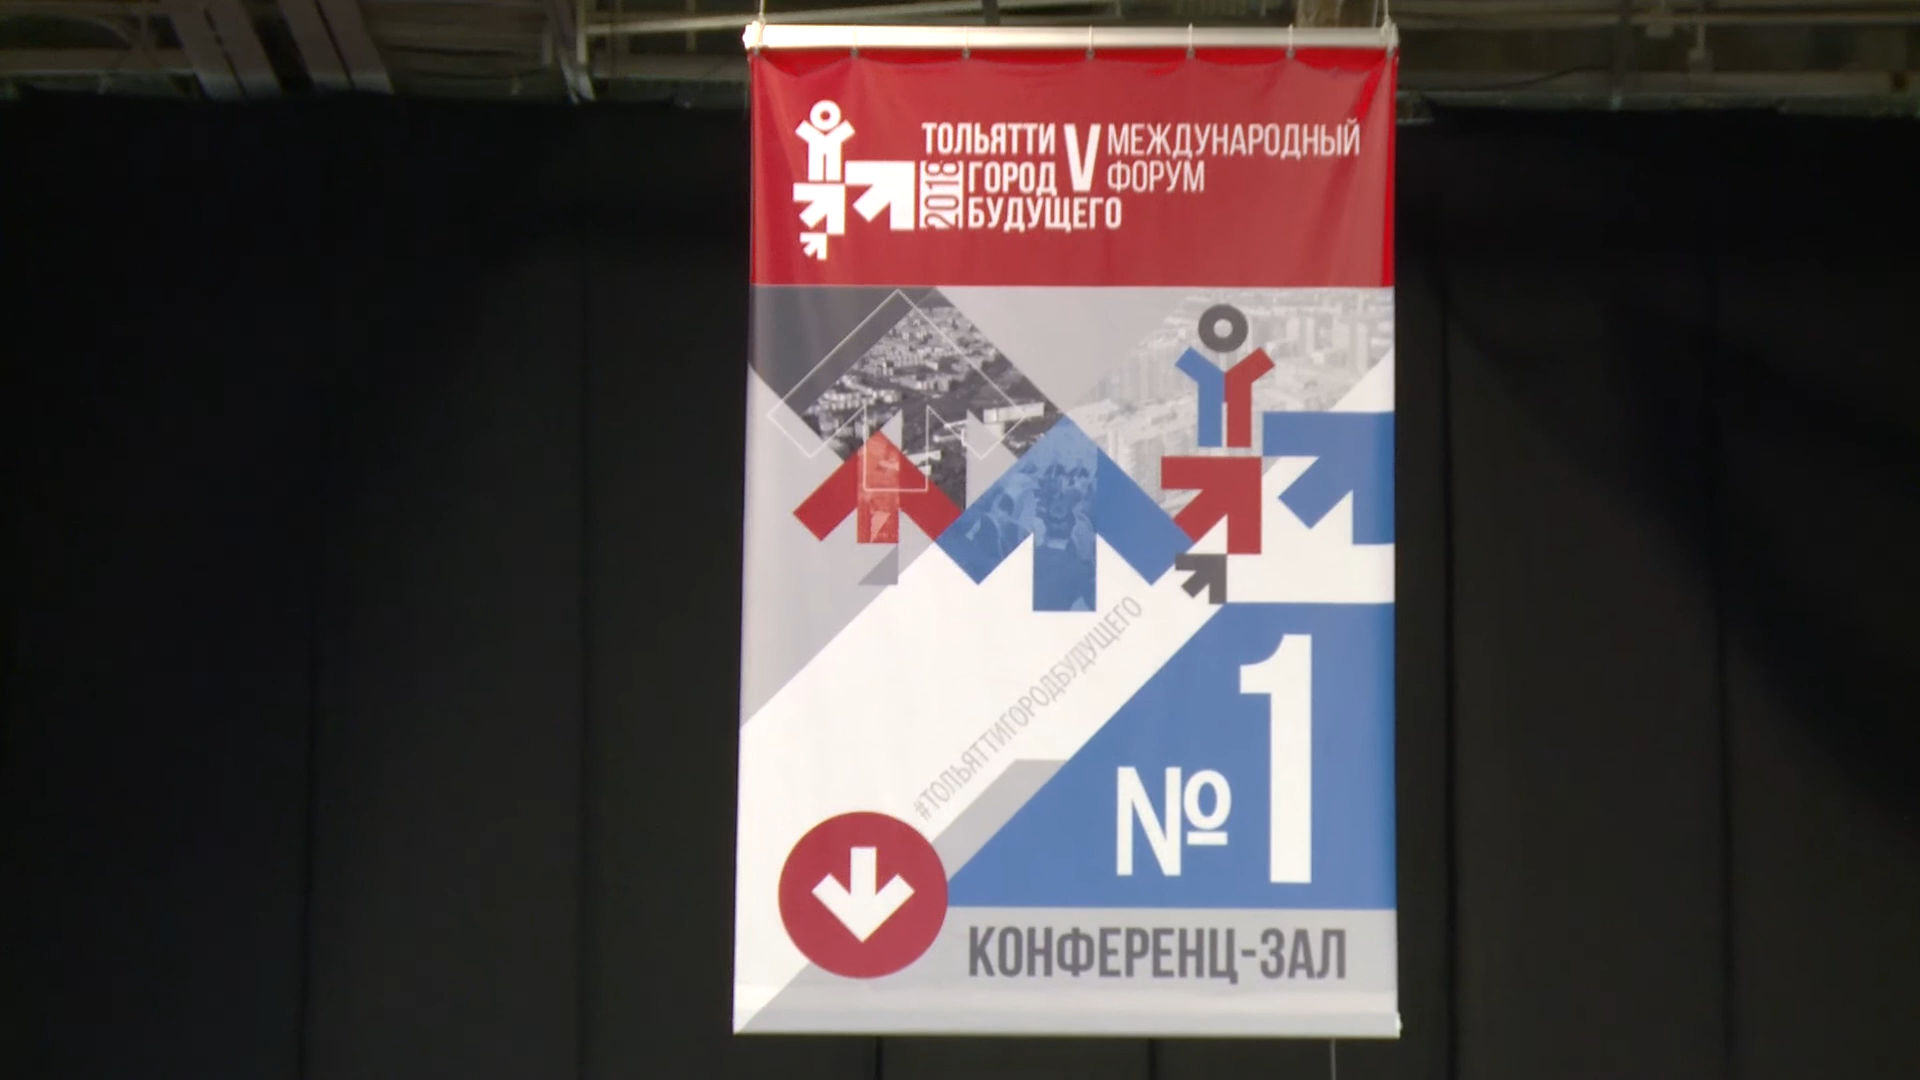 ТОЛЬЯТТИ
2018 ГОРОД
БУДУЩЕГО
V МЕЖДУНАРОДНЫЙ
ФОРУМ
#ТОЛЬЯТТИГОРОДБУДУЩЕГО
№1
КОНФЕРЕНЦ-ЗАЛ